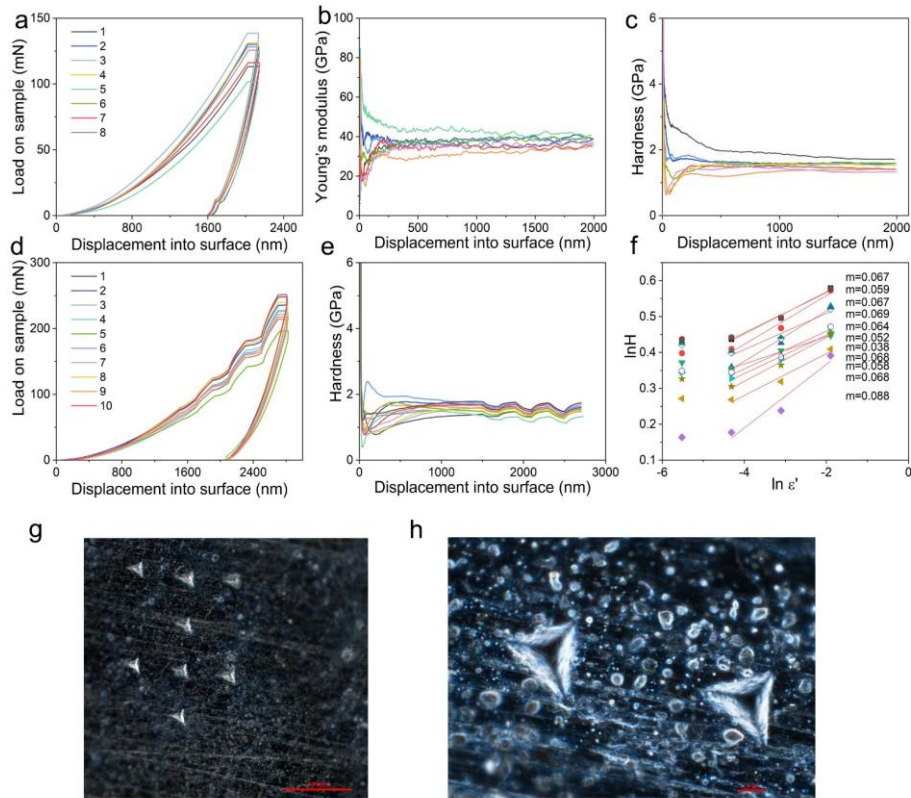 a
Load on sample (mN)
150
100
50
0
1
2
3
4
5
6
7
8
0 800 1600 2400
Displacement into surface (nm)
b
Young's modulus (GPa)
100
80
60
40
20
0
0 500 1000 1500 2000
Displacement into surface (nm)
c
Hardness (GPa)
6
4
2
0
0 1000 2000
Displacement into surface (nm)
d
Load on sample (mN)
300
200
100
0
1
2
3
4
5
6
7
8
9
10
0 800 1600 2400
Displacement into surface (nm)
e
Hardness (GPa)
6
4
2
0
0 1000 2000 3000
Displacement into surface (nm)
f
lnH
0.6
0.5
0.4
0.3
0.2
0.1
m=0.067
m=0.059
m=0.067
m=0.069
m=0.064
m=0.052
m=0.038
m=0.068
m=0.058
m=0.068
m=0.088
-6 -4 -2 0
ln ε'
g
h